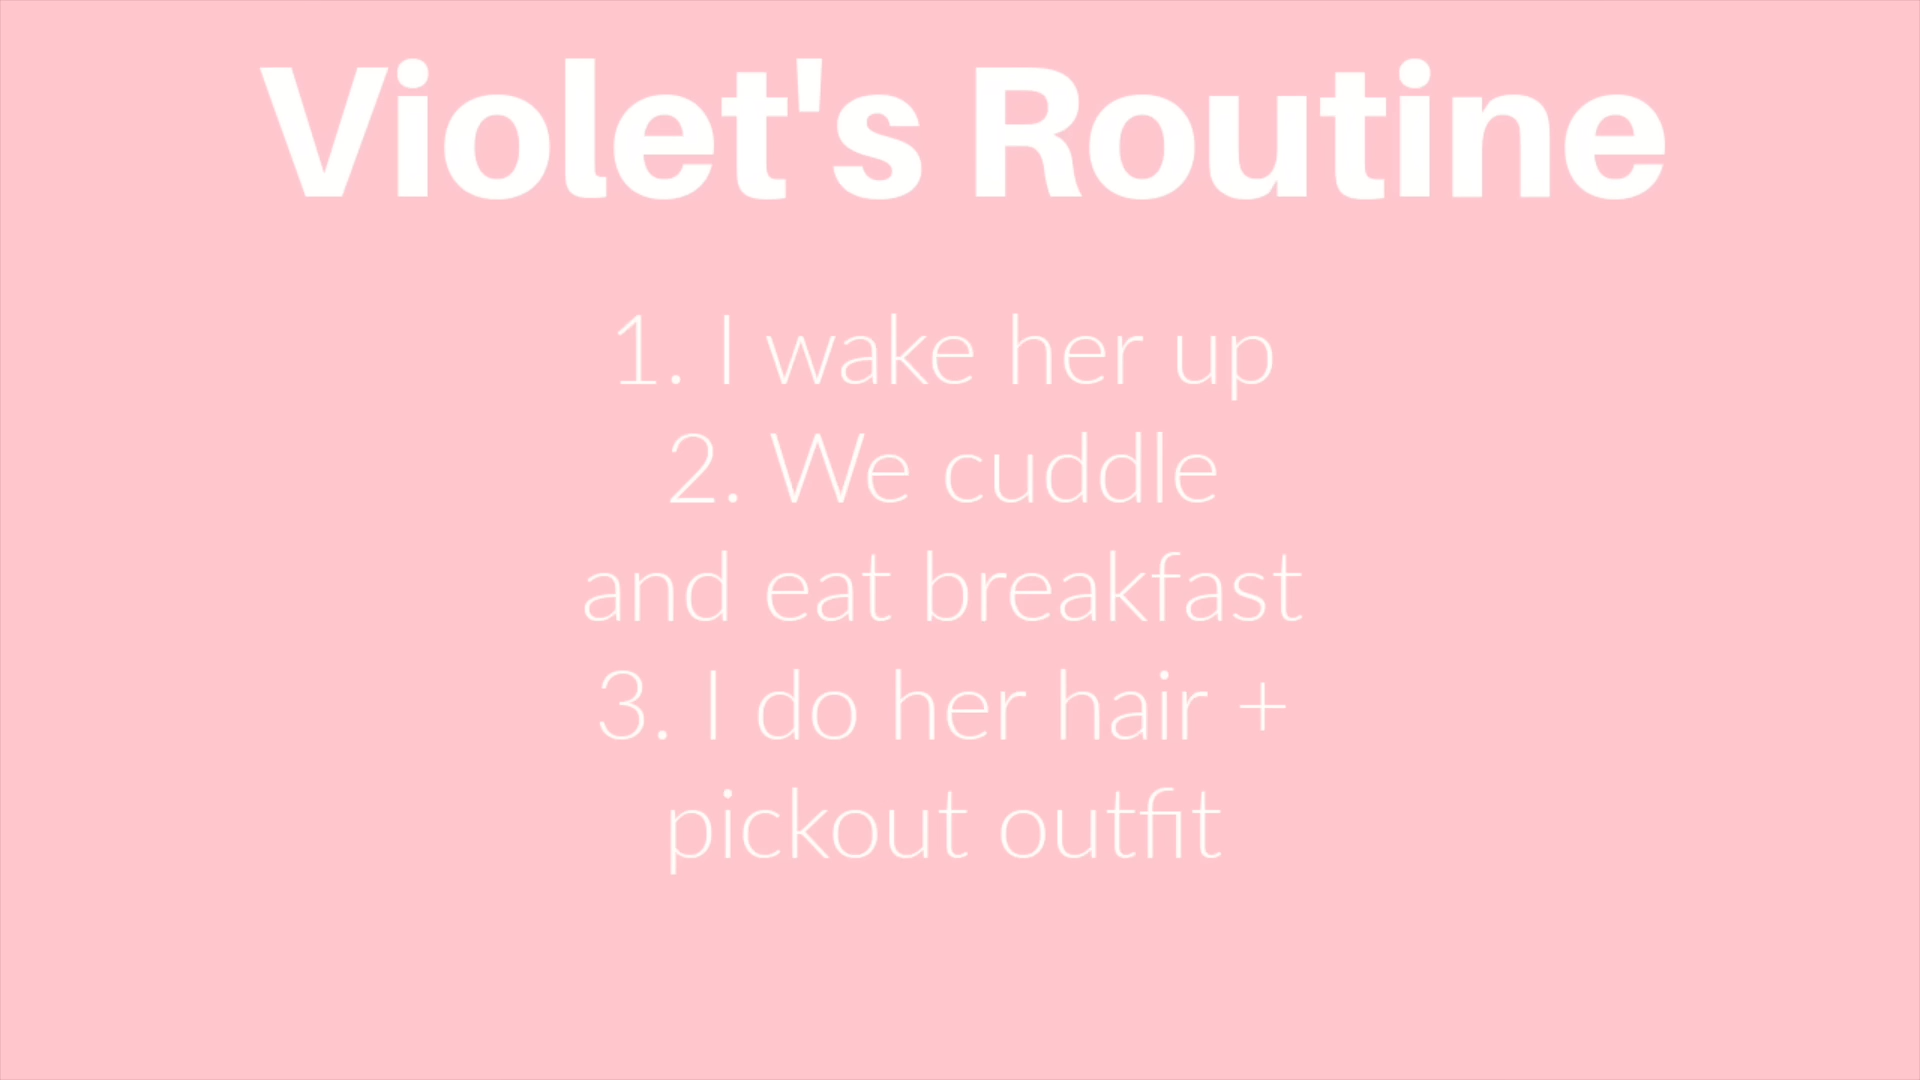 Violet's Routine
1. I wake her up
2. We cuddle
and eat breakfast
3. I do her hair +
pickout outfit